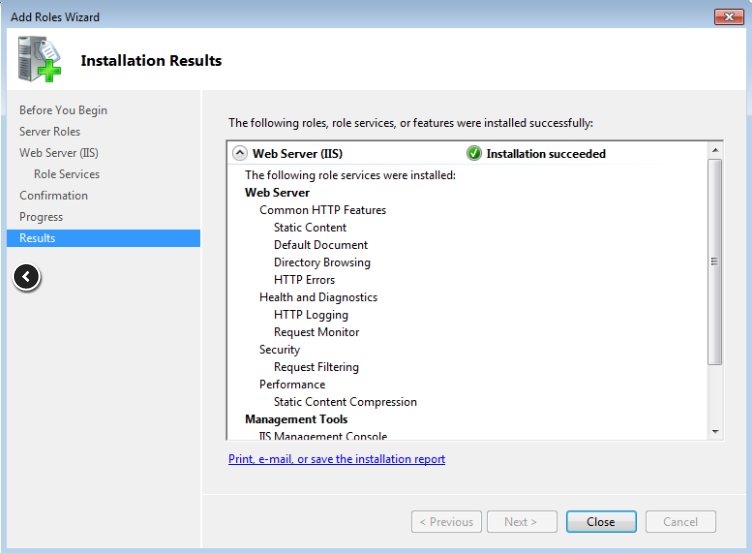 Add Roles Wizard
Installation Results
Before You Begin
Server Roles
Web Server (IIS)
Role Services
Confirmation
Progress
Results
The following roles, role services, or features were installed successfully:
Web Server (IIS) Installation succeeded
The following role services were installed:
Web Server
Common HTTP Features
Static Content
Default Document
Directory Browsing
HTTP Errors
Health and Diagnostics
HTTP Logging
Request Monitor
Security
Request Filtering
Performance
Static Content Compression
Management Tools
IIS Management Console
Print, e-mail, or save the installation report
< Previous Next > Close Cancel